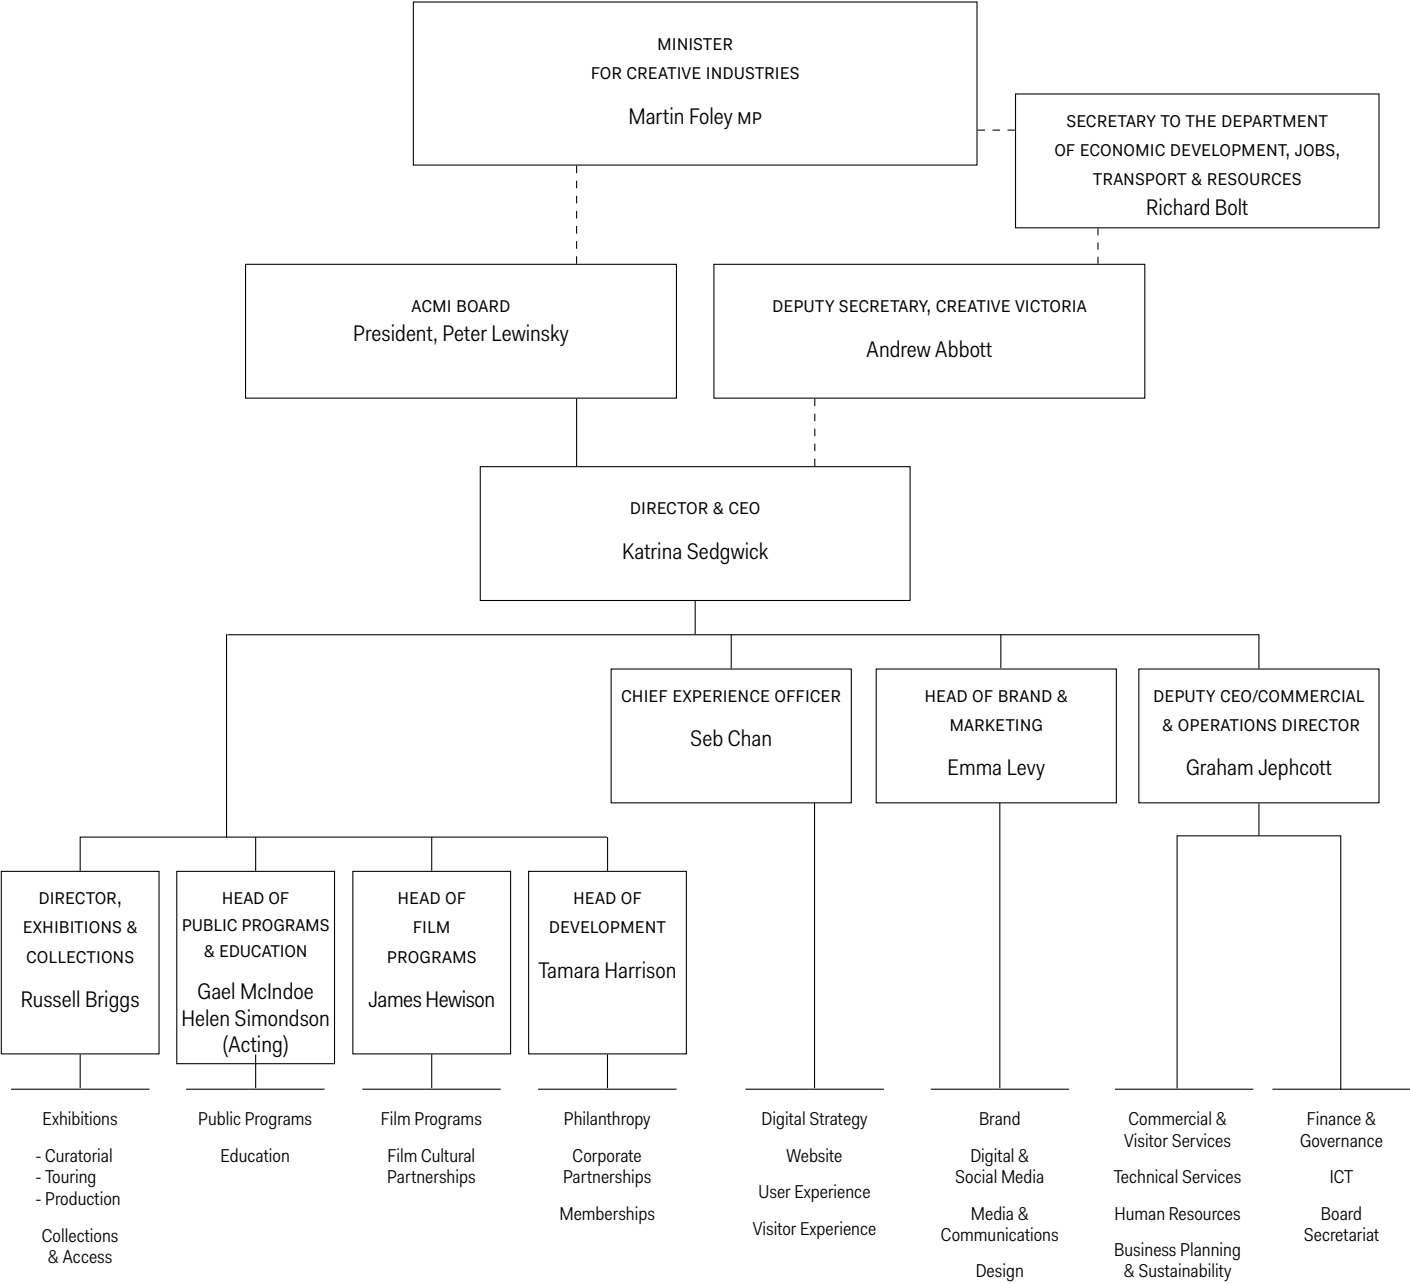 MINISTER
FOR CREATIVE INDUSTRIES
Martin Foley MP
SECRETARY TO THE DEPARTMENT
OF ECONOMIC DEVELOPMENT, JOBS,
TRANSPORT & RESOURCES
Richard Bolt
ACMI BOARD
President, Peter Lewinsky
DEPUTY SECRETARY, CREATIVE VICTORIA
Andrew Abbott
DIRECTOR & CEO
Katrina Sedgwick
CHIEF EXPERIENCE OFFICER
Seb Chan
HEAD OF BRAND &
MARKETING
Emma Levy
DEPUTY CEO/COMMERCIAL
& OPERATIONS DIRECTOR
Graham Jephcott
DIRECTOR,
EXHIBITIONS &
COLLECTIONS
Russell Briggs
HEAD OF
PUBLIC PROGRAMS
& EDUCATION
Gael McIndoe
Helen Simondson
(Acting)
HEAD OF
FILM
PROGRAMS
James Hewison
HEAD OF
DEVELOPMENT
Tamara Harrison
Exhibitions
- Curatorial
- Touring
- Production
Collections
& Access
Public Programs
Education
Film Programs
Film Cultural
Partnerships
Philanthropy
Corporate
Partnerships
Memberships
Digital Strategy
Website
User Experience
Visitor Experience
Brand
Digital &
Social Media
Media &
Communications
Design
Commercial &
Visitor Services
Technical Services
Human Resources
Business Planning
& Sustainability
Finance &
Governance
ICT
Board
Secretariat